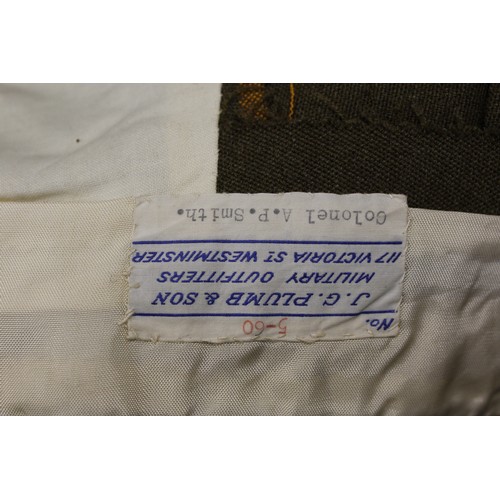 No. 5-60
J. G. PLUMB & SON
MILITARY OUTFITTERS
117 VICTORIA ST WESTMINSTER
Colonel A.P.Smith.